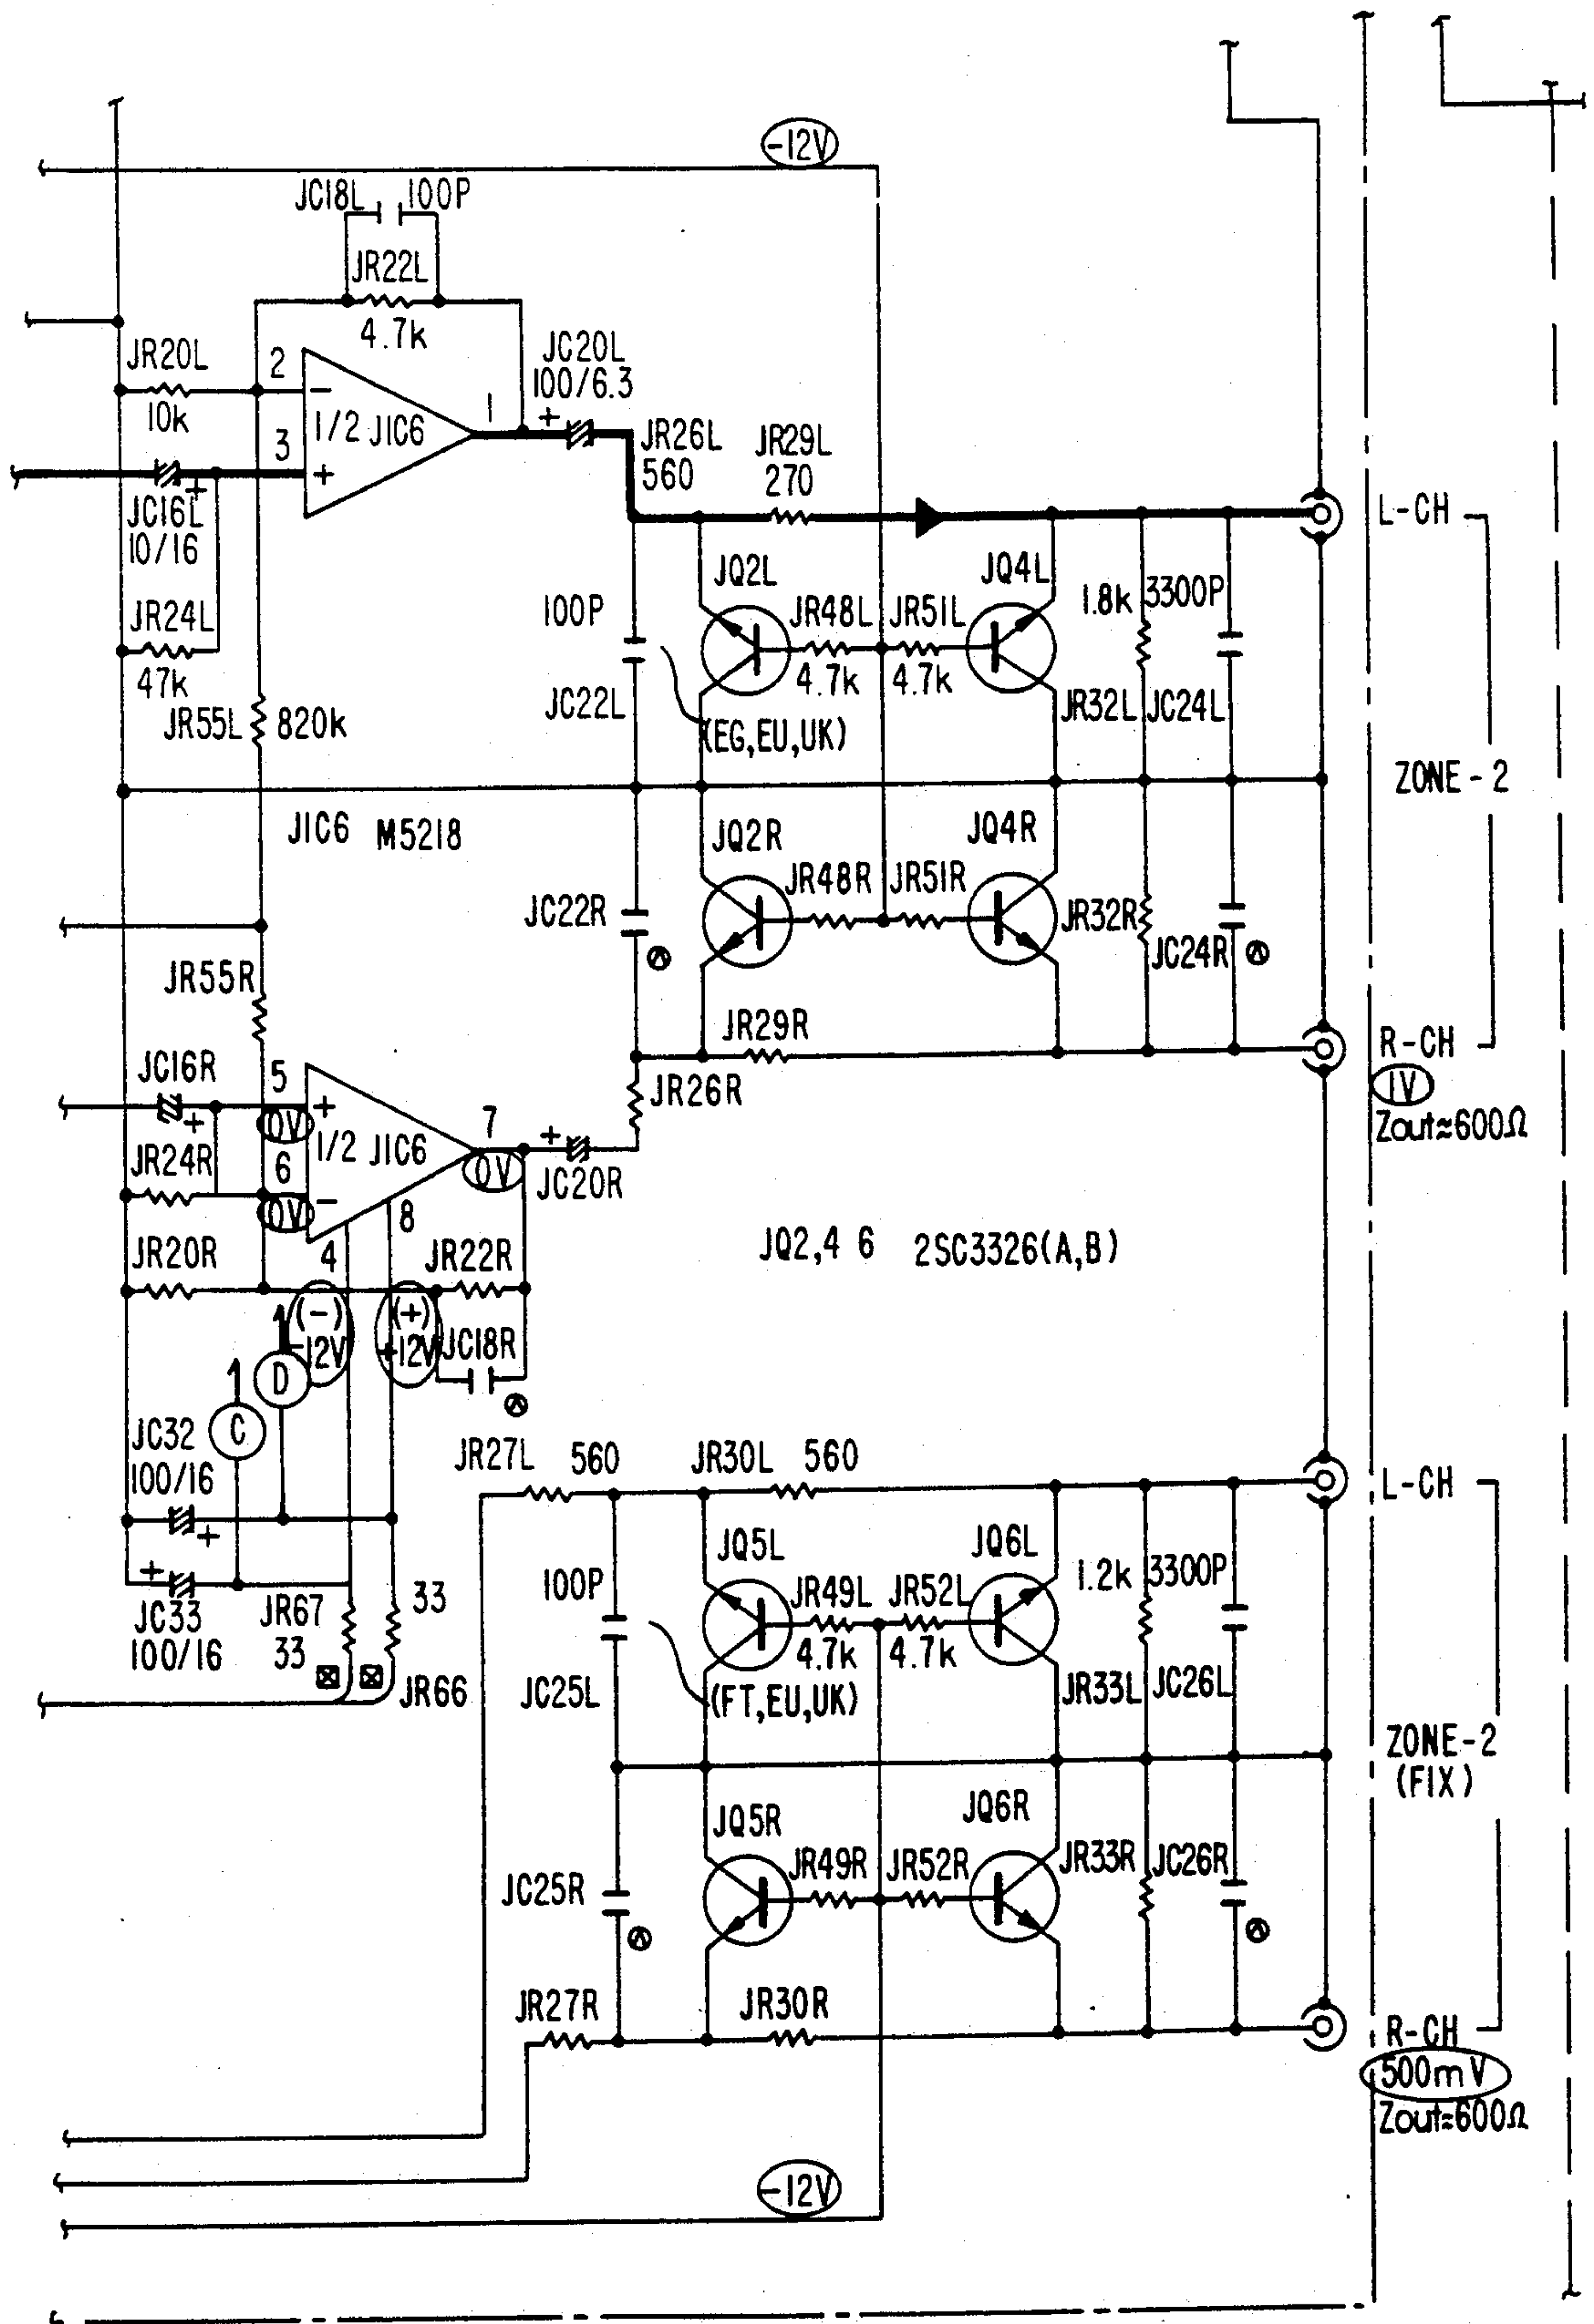 -12V
JC18L 100P
JR22L
4.7k
JR20L
10k
2
3
1/2 JIC6
1
-
+
JC20L
100/6.3
+
JR26L
560
JR29L
270
L-CH
+
JC16L
10/16
JR24L
47k
JR55L 820k
JQ2L
JQ4L
100P
JR48L
4.7k
JR51L
4.7k
1.8k
3300P
JC22L
JR32L
JC24L
(EG,EU,UK)
ZONE-2
JIC6 M5218
JQ2R
JQ4R
JC22R
JR48R
JR51R
JR32R
JC24R
JR55R
JR29R
R-CH
1V
Zout≈600Ω
JC16R
+
5
+
0V
1/2 JIC6
7
0V
+
JC20R
JR26R
JR24R
6
-
0V
8
4
JR20R
JR22R
JQ2,4 6 2SC3326(A,B)
(-)
-12V
(+)
+12V
JC18R
1
D
1
C
JC32
100/16
+
+
JC33
100/16
JR67
33
33
JR66
JR27L 560
JR30L 560
L-CH
JQ5L
JQ6L
100P
JR49L
4.7k
JR52L
4.7k
1.2k
3300P
JC25L
JR33L
JC26L
(FT,EU,UK)
ZONE-2
(FIX)
JQ5R
JQ6R
JC25R
JR49R
JR52R
JR33R
JC26R
JR27R
JR30R
R-CH
500mV
Zout≈600Ω
-12V